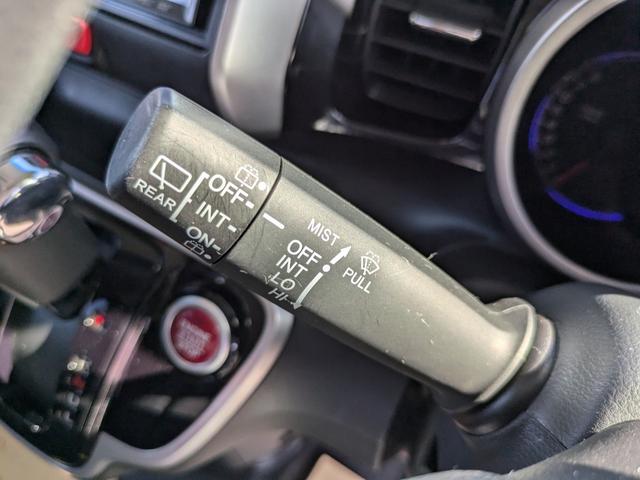 REAR
OFF
INT
ON
MIST
OFF
INT
LO
HI
PULL